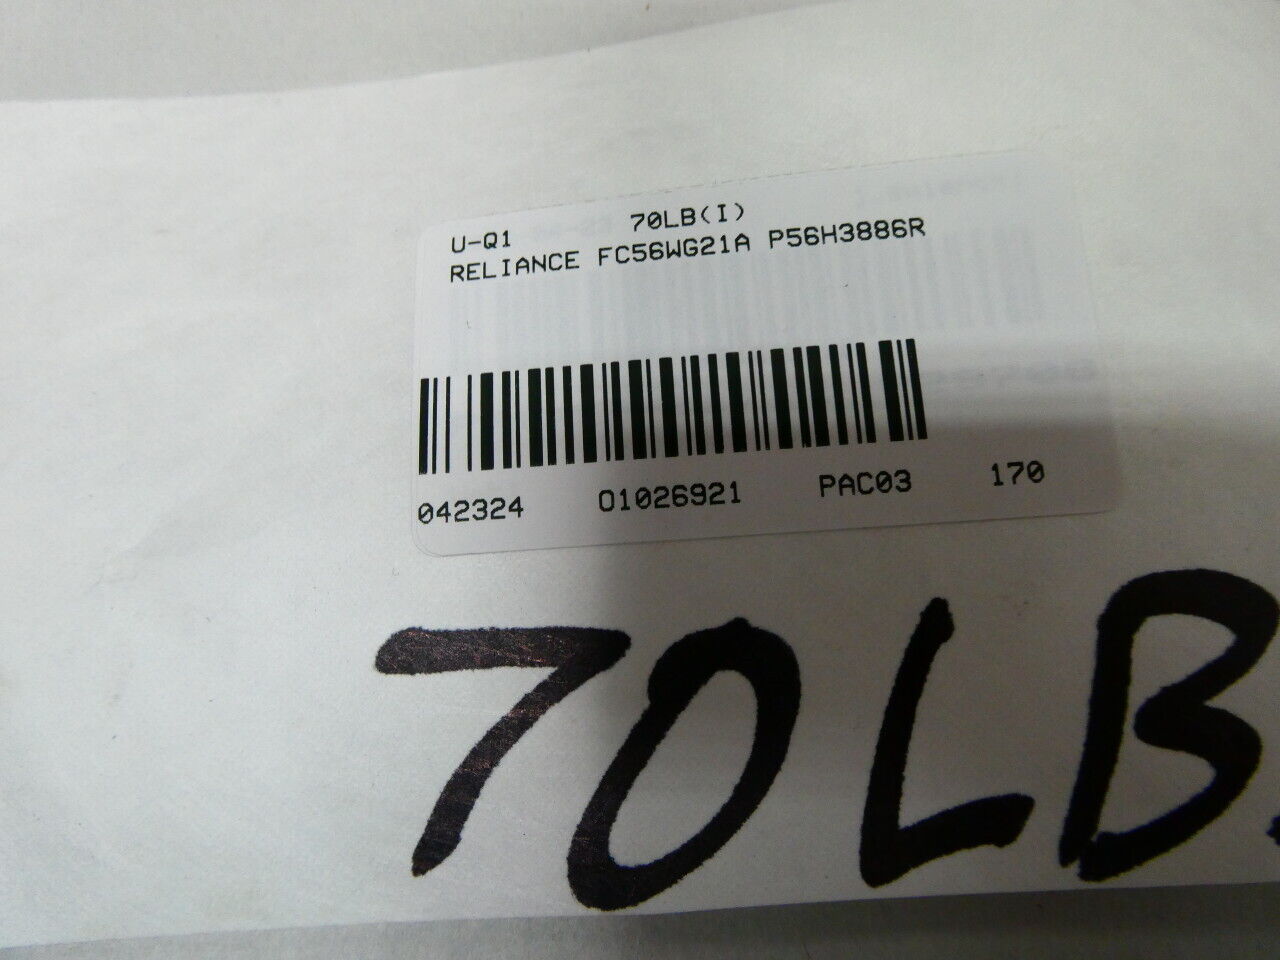 U-Q1 70LB(I)
RELIANCE FC56WG21A P56H3886R
042324 01026921 PAC03 170
70LB.